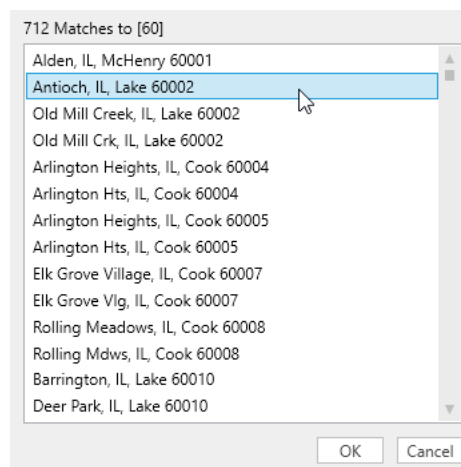 712 Matches to [60]
Alden, IL, McHenry 60001
Antioch, IL, Lake 60002
Old Mill Creek, IL, Lake 60002
Old Mill Crk, IL, Lake 60002
Arlington Heights, IL, Cook 60004
Arlington Hts, IL, Cook 60004
Arlington Heights, IL, Cook 60005
Arlington Hts, IL, Cook 60005
Elk Grove Village, IL, Cook 60007
Elk Grove Vlg, IL, Cook 60007
Rolling Meadows, IL, Cook 60008
Rolling Mdws, IL, Cook 60008
Barrington, IL, Lake 60010
Deer Park, IL, Lake 60010
OK Cancel